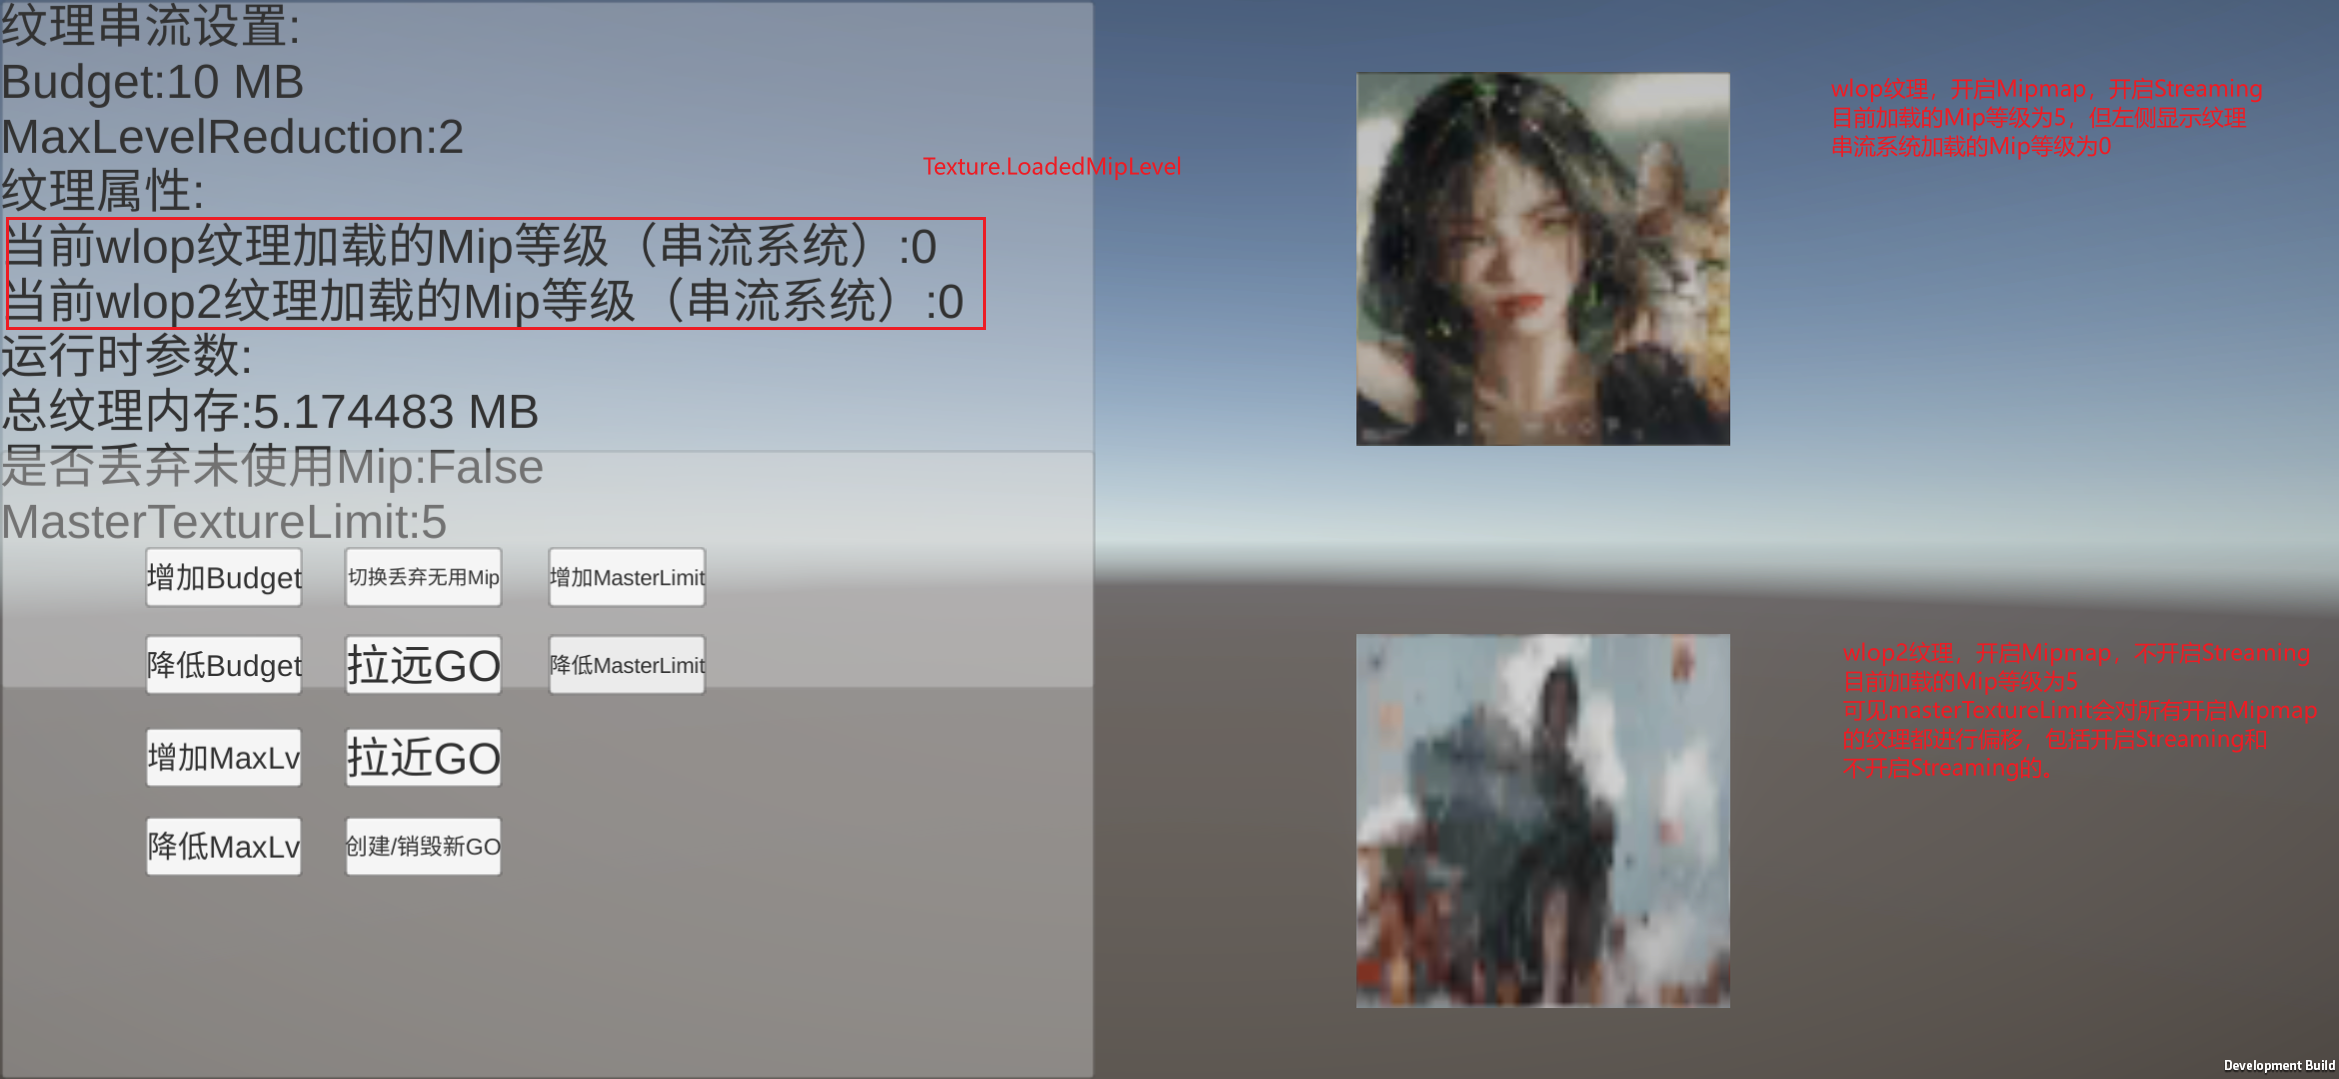 纹理串流设置:
Budget:10 MB
MaxLevelReduction:2
纹理属性:
当前wlop纹理加载的Mip等级（串流系统）:0
当前wlop2纹理加载的Mip等级（串流系统）:0
运行时参数:
总纹理内存:5.174483 MB
是否丢弃未使用Mip:False
MasterTextureLimit:5
增加Budget
切换丢弃无用Mip
增加MasterLimit
降低Budget
拉远GO
降低MasterLimit
增加MaxLv
拉近GO
降低MaxLv
创建/销毁新GO
Texture.LoadedMipLevel
wlop纹理，开启Mipmap，开启Streaming
目前加载的Mip等级为5，但左侧显示纹理
串流系统加载的Mip等级为0
BY WLOP
wlop2纹理，开启Mipmap，不开启Streaming
目前加载的Mip等级为5
可见masterTextureLimit会对所有开启Mipmap
的纹理都进行偏移，包括开启Streaming和
不开启Streaming的。
Development Build